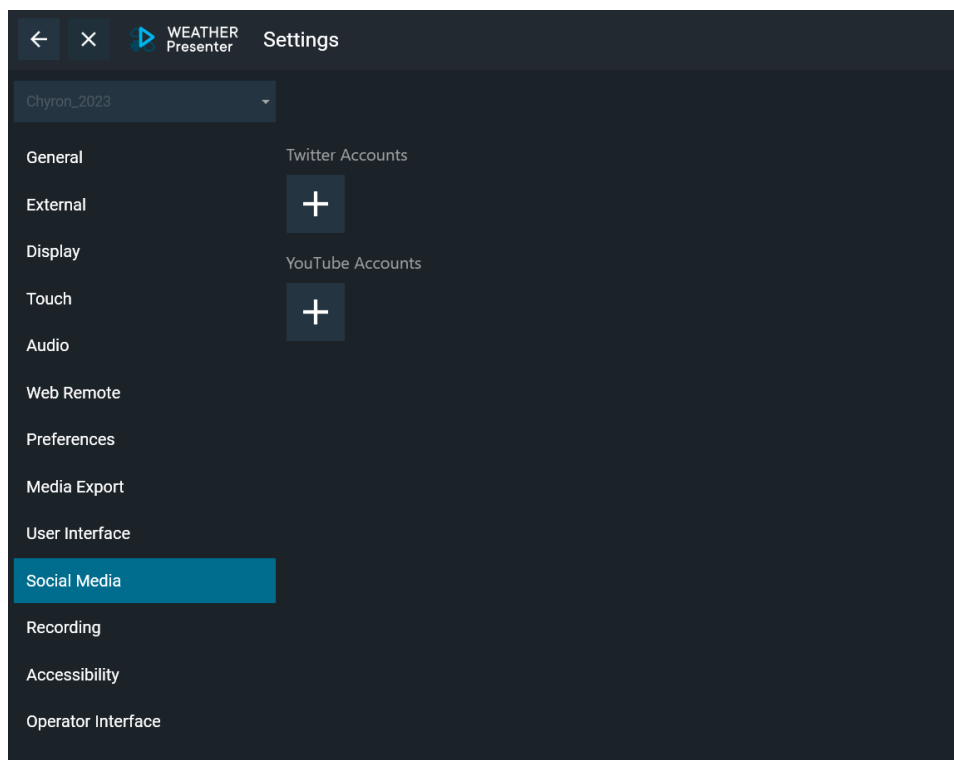 WEATHER
Presenter
Settings
Chyron_2023
General
External
Display
Touch
Audio
Web Remote
Preferences
Media Export
User Interface
Social Media
Recording
Accessibility
Operator Interface
Twitter Accounts
YouTube Accounts